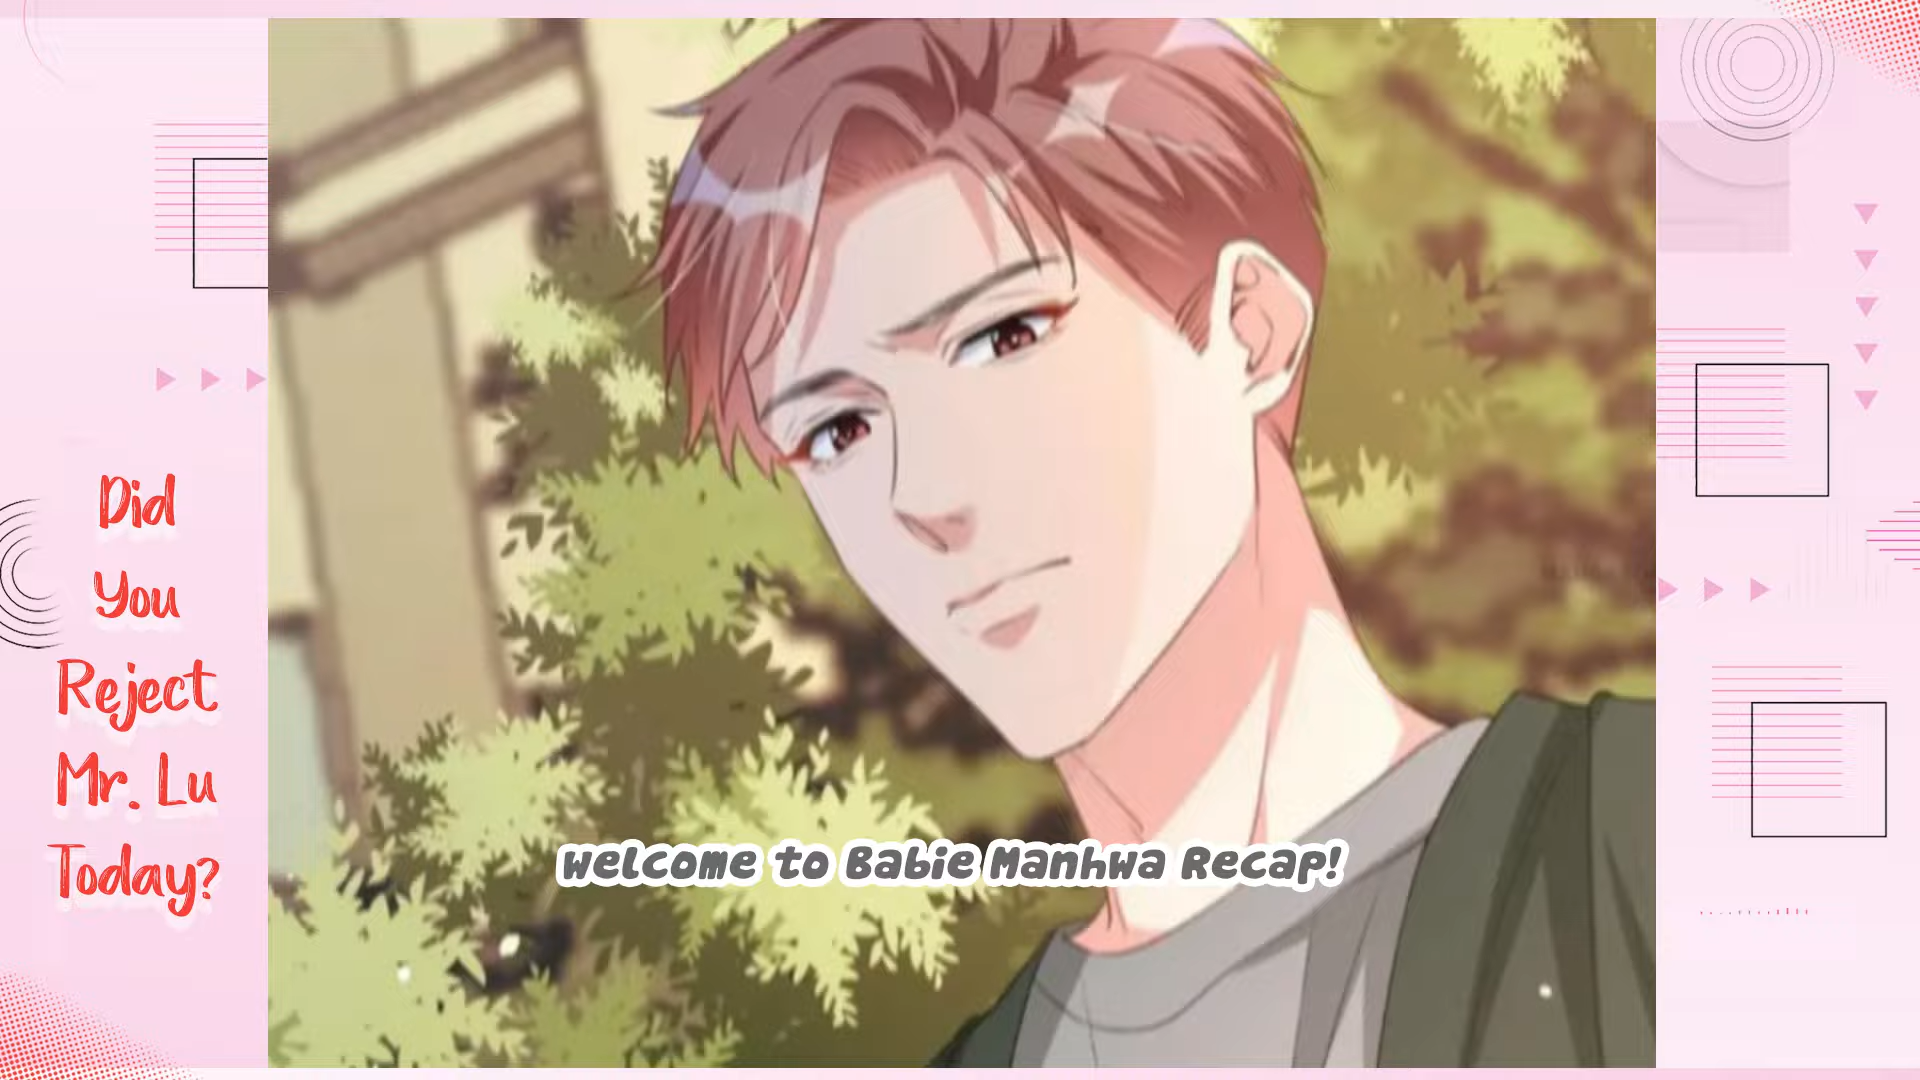 Did
You
Reject
Mr. Lu
Today?
welcome to Babie Manhwa Recap!